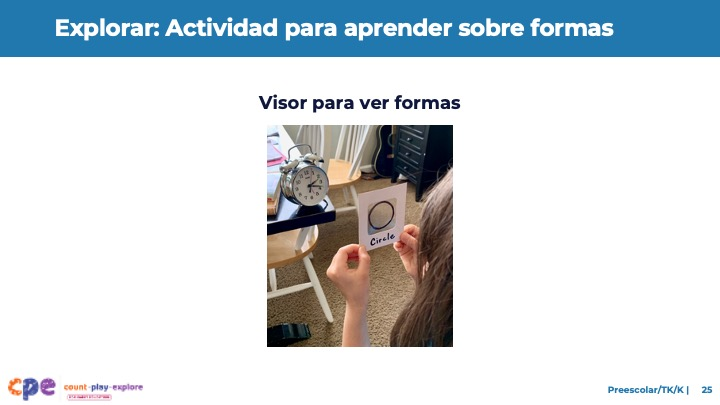 Explorar: Actividad para aprender sobre formas
Visor para ver formas
Circle
cpe count-play-explore
Preescolar/TK/K | 25